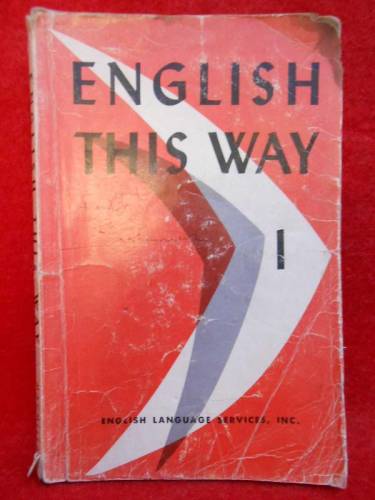 ENGLISH
THIS WAY
1
ENGLISH LANGUAGE SERVICES, INC.